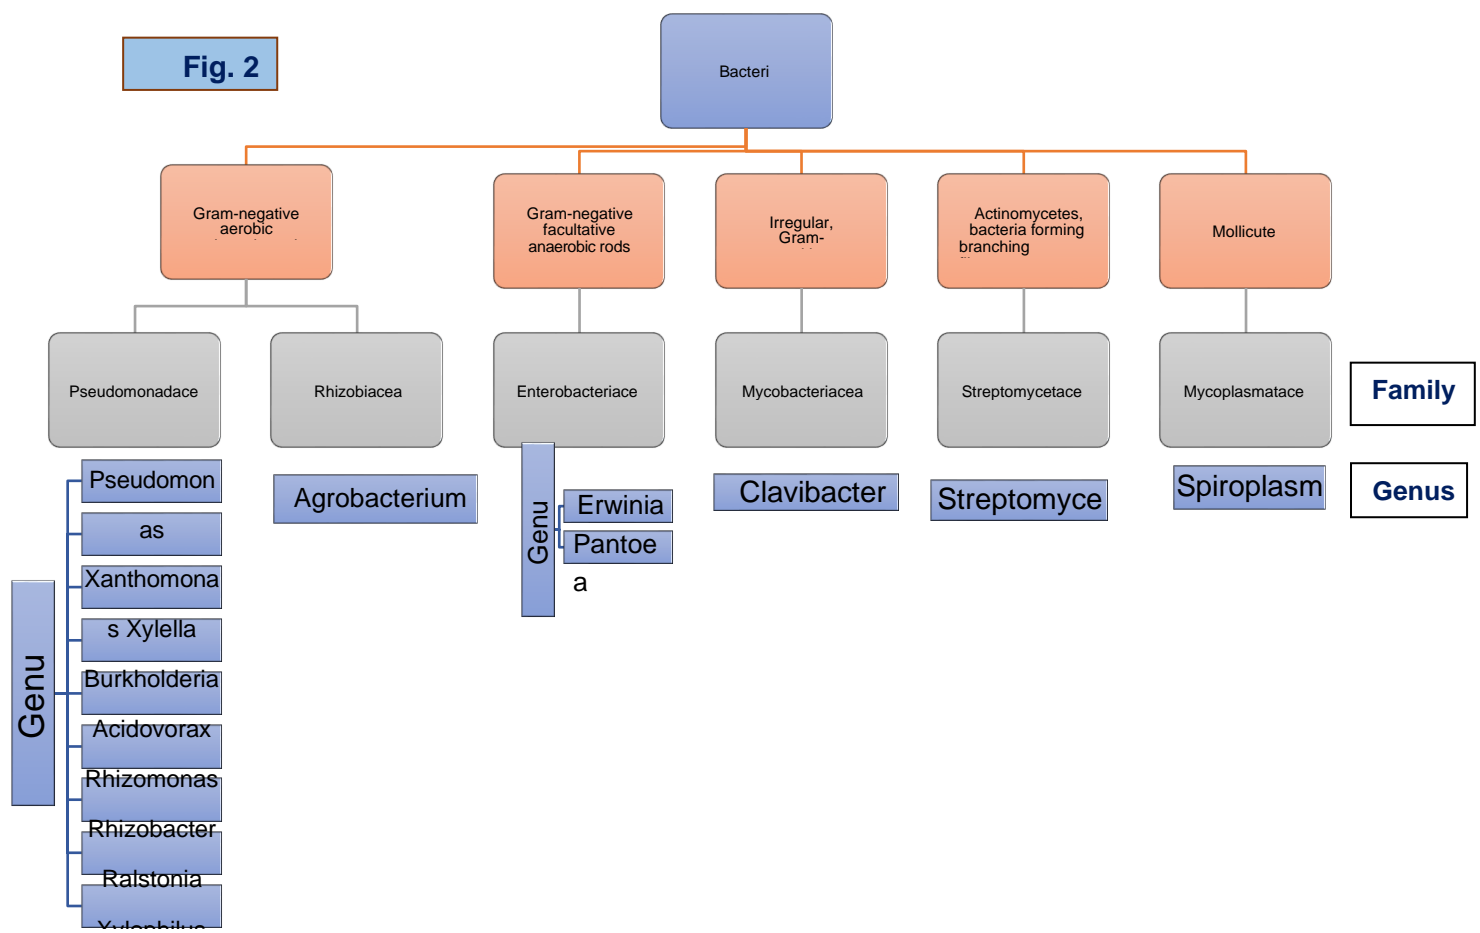 Fig. 2
Bacteri
Gram-negative
aerobic
Gram-negative
facultative
anaerobic rods
Irregular,
Gram-
Actinomycetes,
bacteria forming
branching
Mollicute
Pseudomonadace
Rhizobiacea
Enterobacteriace
Mycobacteriacea
Streptomycetace
Mycoplasmatace
Family
Pseudomon
as
Xanthomona
s Xylella
Burkholderia
Acidovorax
Rhizomonas
Rhizobacter
Ralstonia
Xylophilus
Genu
Agrobacterium
Genu
Erwinia
Pantoe
a
Clavibacter
Streptomyce
Spiroplasm
Genus